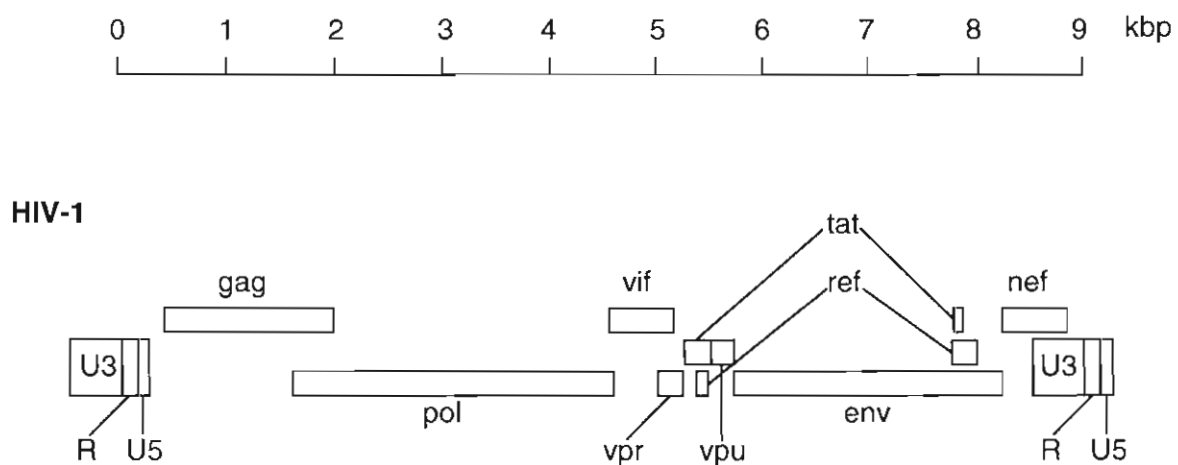 0 1 2 3 4 5 6 7 8 9 kbp
HIV-1
tat
gag vif ref nef
U3 U3
pol env
R U5 vpr vpu R U5